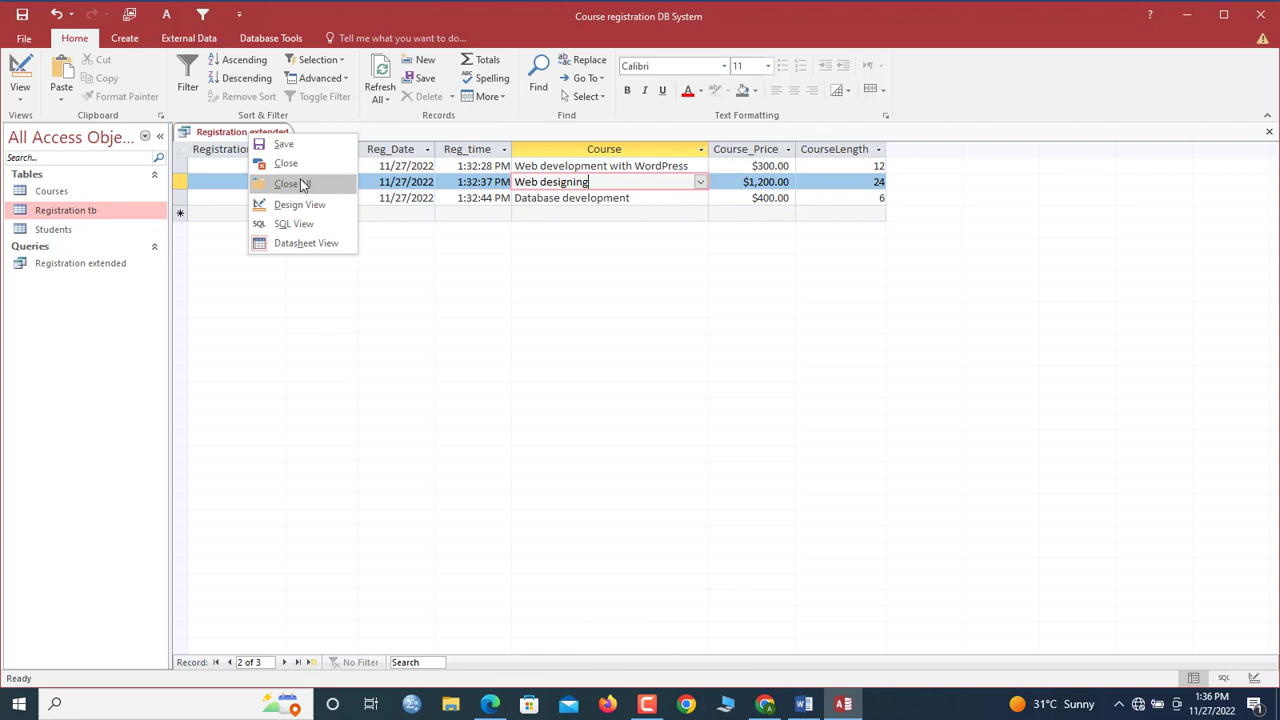 Course registration DB System
?
File Home Create External Data Database Tools Tell me what you want to do...
View
Views
Paste
Cut
Copy
Format Painter
Clipboard
Filter
Ascending
Descending
Remove Sort
Selection
Advanced
Toggle Filter
Sort & Filter
Refresh
All
New
Save
Delete
Totals
Spelling
More
Records
Find
Replace
Go To
Select
Find
Calibri 11
B I U A
Text Formatting
All Access Obje...
Search...
Tables
Courses
Registration tb
Students
Queries
Registration extended
Registration extended
Save
Close
Design View
SQL SQL View
Datasheet View
Registration Reg_Date Reg_time Course Course_Price CourseLength
11/27/2022 1:32:28 PM Web development with WordPress $300.00 12
11/27/2022 1:32:37 PM Web designing $1,200.00 24
11/27/2022 1:32:44 PM Database development $400.00 6
Record: 2 of 3 No Filter Search
Ready
SQL
31°C Sunny
1:36 PM
11/27/2022